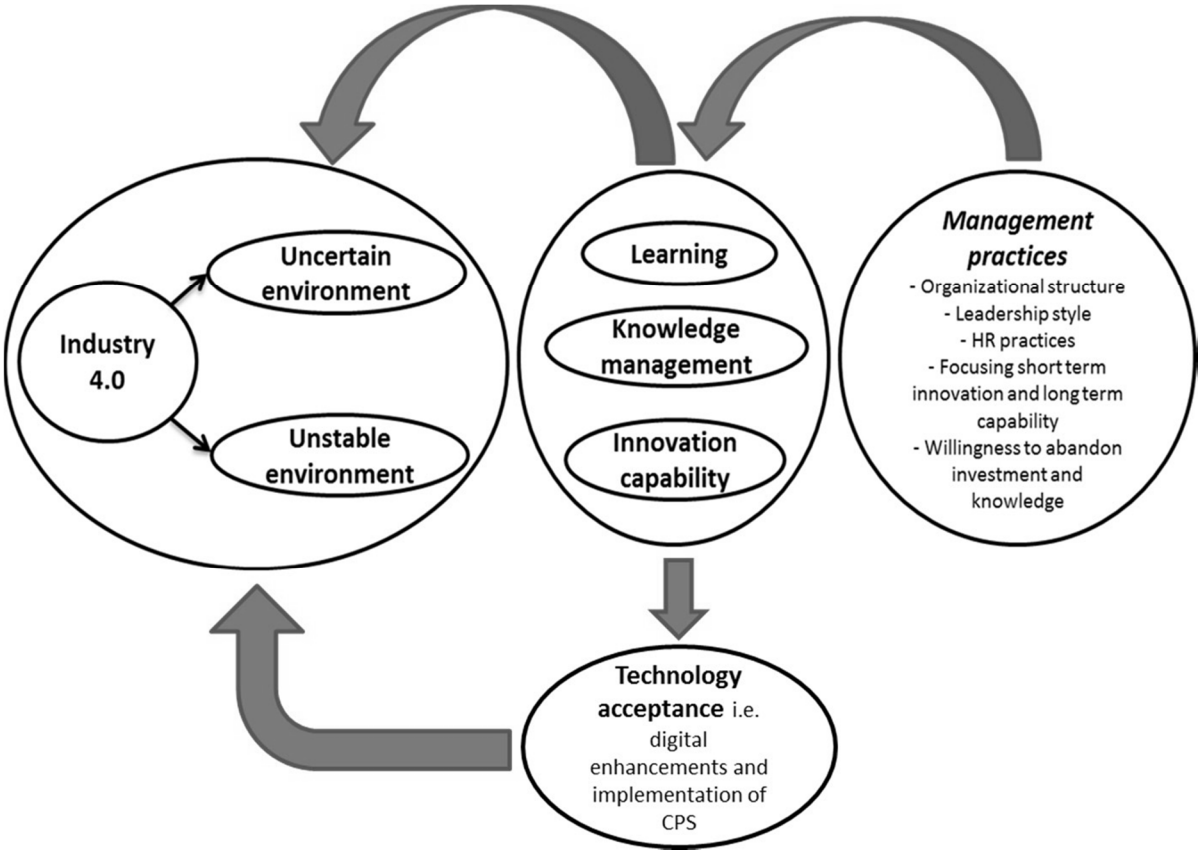 Uncertain
environment
Industry
4.0
Unstable
environment
Learning
Knowledge
management
Innovation
capability
Management
practices
- Organizational structure
- Leadership style
- HR practices
- Focusing short term
innovation and long term
capability
- Willingness to abandon
investment and
knowledge
Technology
acceptance i.e.
digital
enhancements and
implementation of
CPS